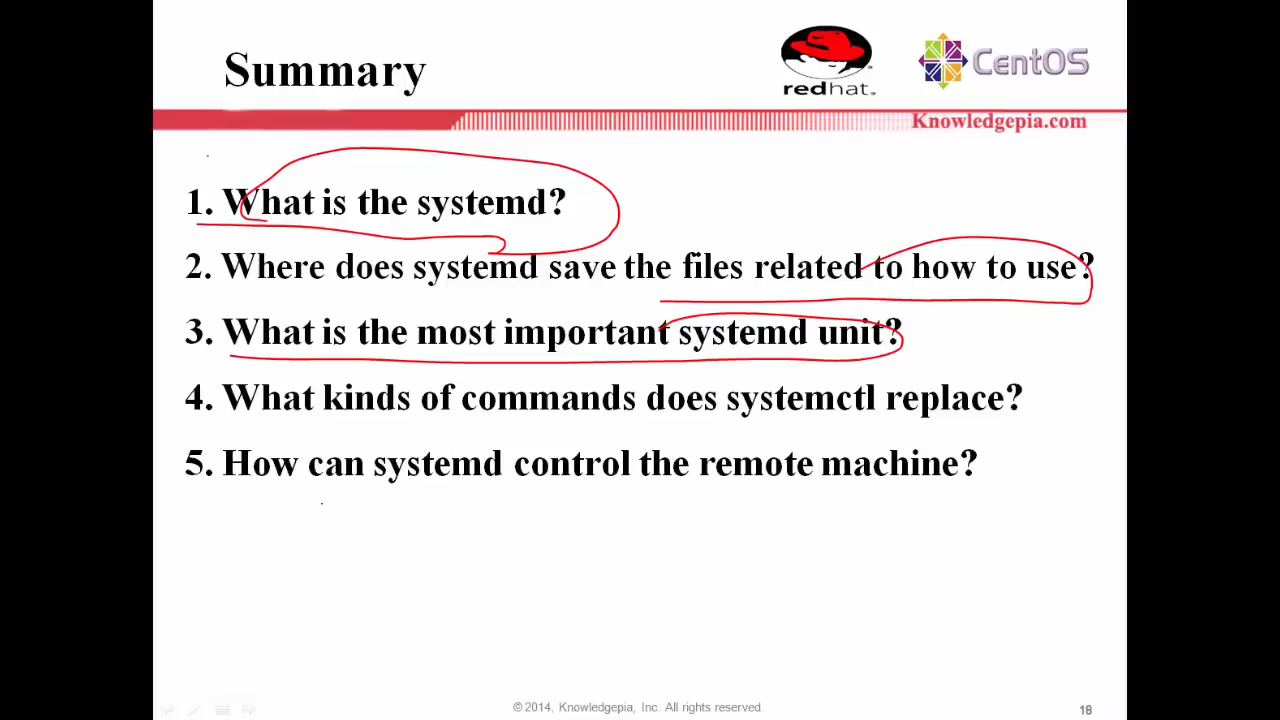 Summary
redhat.
CentOS
Knowledgepia.com
1. What is the systemd?
2. Where does systemd save the files related to how to use?
3. What is the most important systemd unit?
4. What kinds of commands does systemctl replace?
5. How can systemd control the remote machine?
© 2014, Knowledgepia, Inc. All rights reserved.
18